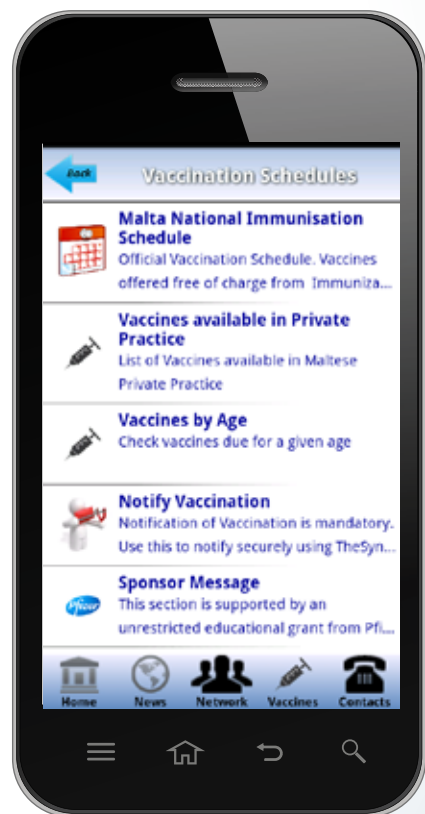 Back
Vaccination Schedules
Malta National Immunisation
Schedule
Official Vaccination Schedule. Vaccines
offered free of charge from Immuniza...
Vaccines available in Private
Practice
List of Vaccines available in Maltese
Private Practice
Vaccines by Age
Check vaccines due for a given age
Notify Vaccination
Notification of Vaccination is mandatory.
Use this to notify securely using TheSyn...
Sponsor Message
Pfizer
This section is supported by an
unrestricted educational grant from Pfi...
Home News Network Vaccines Contacts